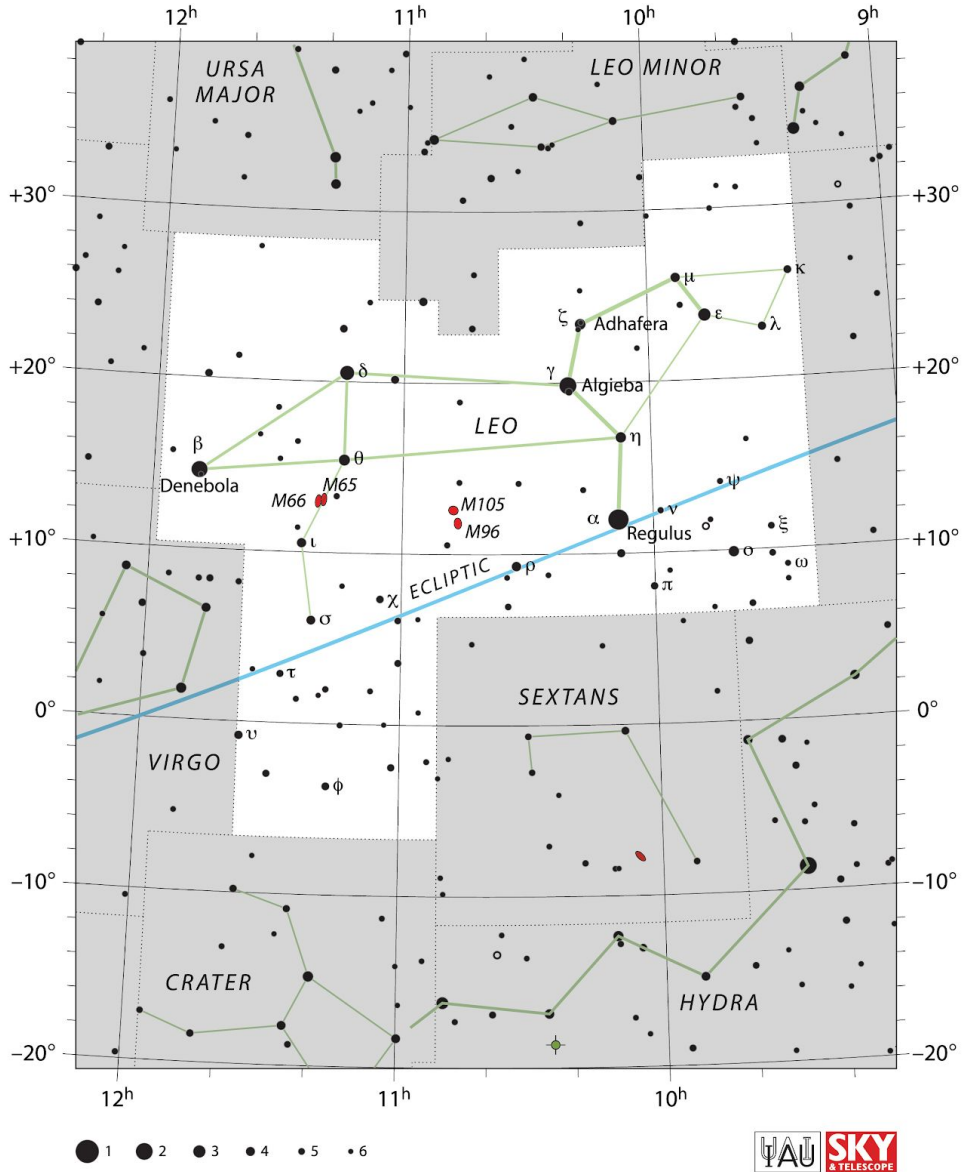 12h 11h 10h 9h
URSA
MAJOR
LEO MINOR
+30° +30°
μ κ
ζ Adhafera ε λ
+20° δ γ Algieba +20°
LEO η
β θ
Denebola M65 ψ
M66 M105 ν
α Regulus ξ
M96
+10° ι ο +10°
ρ ω
ECLIPTIC π
χ
σ
τ
SEXTANS
0° 0°
υ
VIRGO
ϕ
−10° −10°
CRATER
HYDRA
−20° −20°
12h 11h 10h
1 2 3 4 5 6
IAU SKY
& TELESCOPE